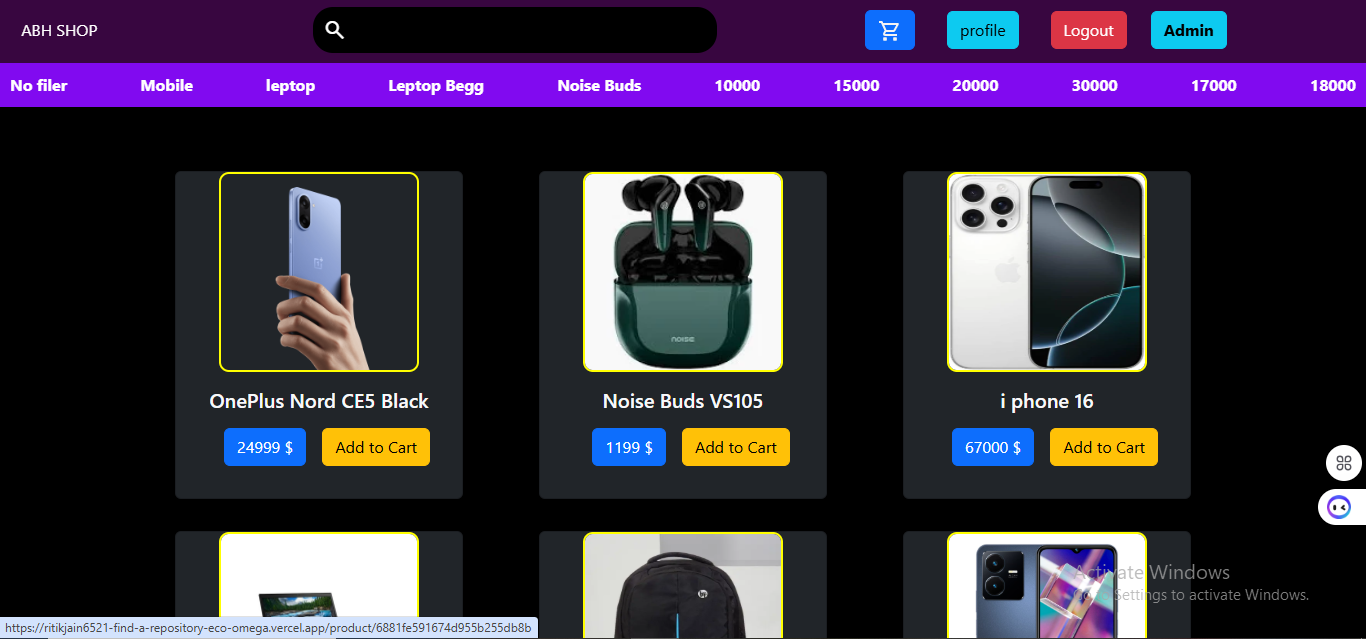 ABH SHOP profile Logout Admin
No filer Mobile leptop Leptop Begg Noise Buds 10000 15000 20000 30000 17000 18000
noise
OnePlus Nord CE5 Black Noise Buds VS105 i phone 16
24999 $ Add to Cart 1199 $ Add to Cart 67000 $ Add to Cart
hp
Activate Windows
Go to Settings to activate Windows.
https://ritikjain6521-find-a-repository-eco-omega.vercel.app/product/6881fe591674d955b255db8b